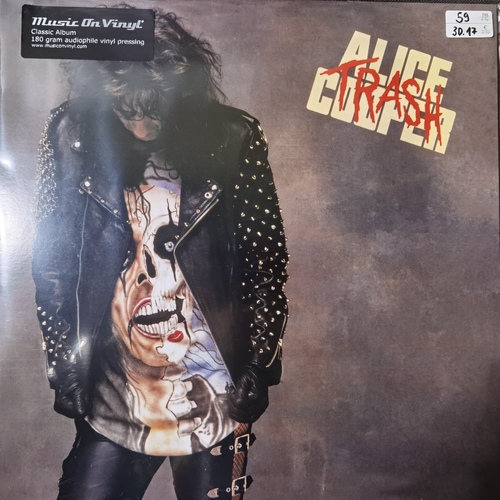 Music On Vinyl
Classic Album
180 gram audiophile vinyl pressing
www.musiconvinyl.com
ALICE
TRASH
COOPER
59
30.17